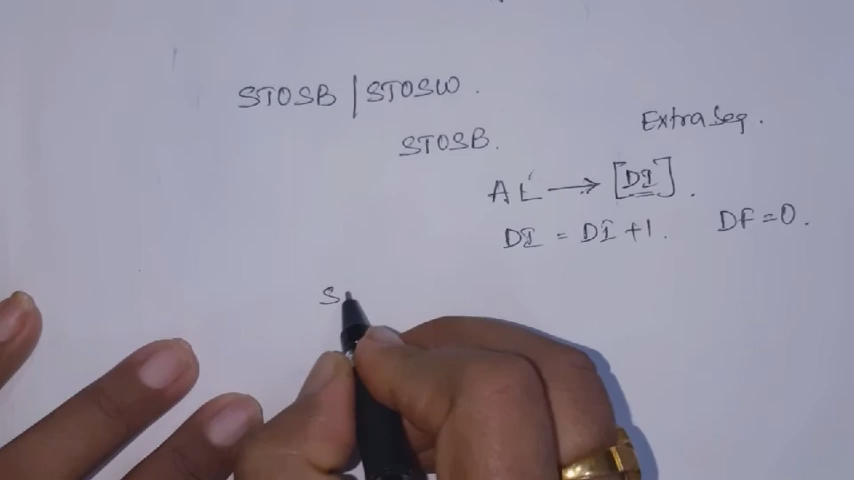 STOSB | STOSW.
Extra Seg.
STOSB.
AL → [DI].
DI = DI + 1. DF = 0.
S